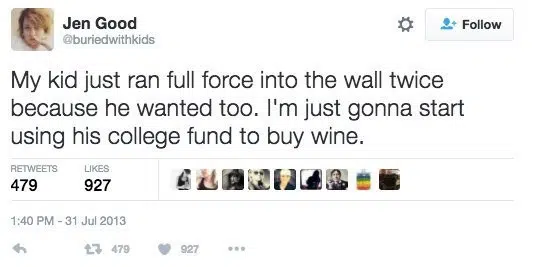 Jen Good
@buriedwithkids
Follow
My kid just ran full force into the wall twice
because he wanted too. I'm just gonna start
using his college fund to buy wine.
RETWEETS LIKES
479 927
1:40 PM - 31 Jul 2013
479 927